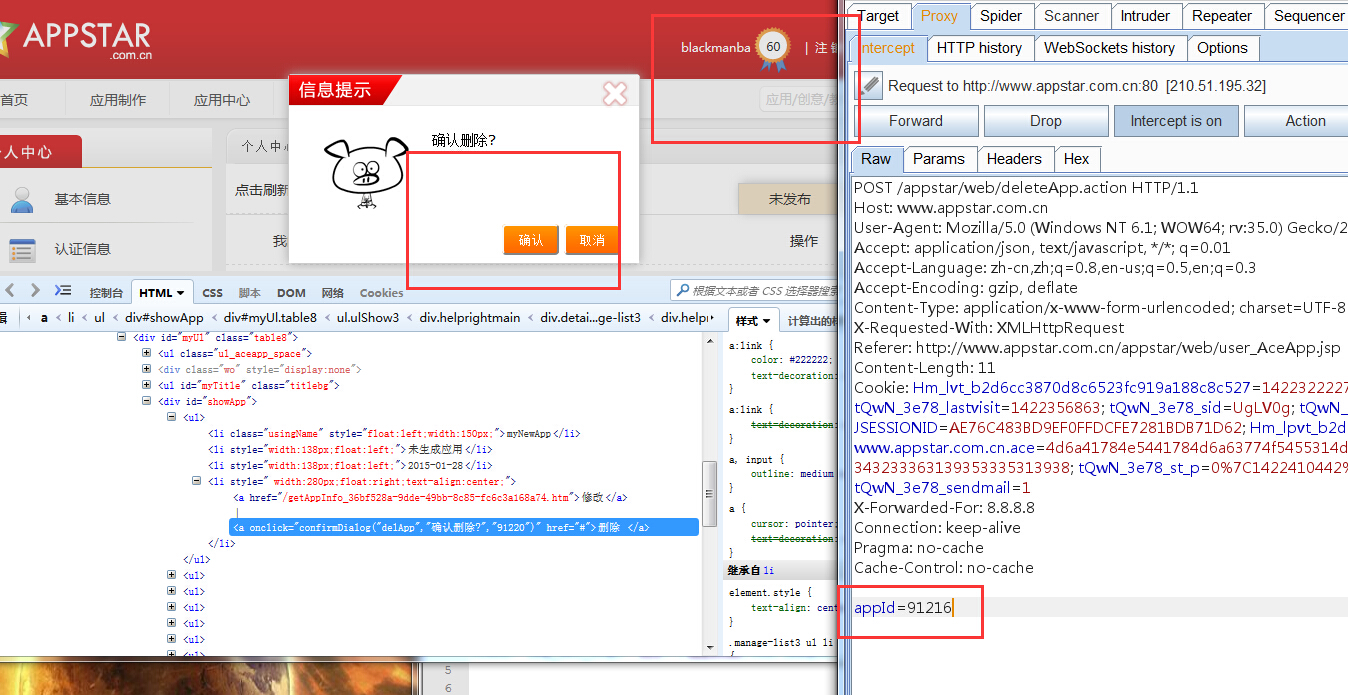 APPSTAR
.com.cn
blackmanba
60
| 注 销
首页
应用制作
应用中心
应用/创意/教
信息提示
确认删除?
确认
取消
人中心
个人中心
基本信息
认证信息
点击刷新
未发布
我
操作
控制台
HTML
CSS
脚本
DOM
网络
Cookies
根据文本或者 CSS 选择器搜索
辑
a < li < ul < div#showApp < div#myUl.table8 < ul.ulShow3 < div.helprightmain < div.detai...ge-list3 < div.helpr
样式
计算出的样
<div id="myUl" class="table8">
<ul class="ul_aceapp_space">
<div class="wo" style="display:none">
<ul id="myTitle" class="titlebg">
<div id="showApp">
<ul>
<li class="usingName" style="float:left;width:150px;">myNewApp</li>
<li style="width:138px;float:left;">未生成应用</li>
<li style="width:138px;float:left;">2015-01-28</li>
<li style=" width:280px;float:right;text-align:center;">
<a href="/getAppInfo_36bf528a-9dde-49bb-8c85-fc6c3a168a74.htm">修改</a>
|
<a onclick="confirmDialog("delApp","确认删除?","91220")" href="#">删除 </a>
</li>
</ul>
<ul>
<ul>
<ul>
<ul>
<ul>
<ul>
a:link {
color: #222222;
text-decoration:
}
a:link {
text-decoration:
}
a, input {
outline: medium
}
a {
cursor: pointer;
text-decoration:
}
继承自 li
element.style {
text-align: cent
}
.manage-list3 ul li
{
5
6
Target
Proxy
Spider
Scanner
Intruder
Repeater
Sequencer
Intercept
HTTP history
WebSockets history
Options
Request to http://www.appstar.com.cn:80 [210.51.195.32]
Forward
Drop
Intercept is on
Action
Raw
Params
Headers
Hex
POST /appstar/web/deleteApp.action HTTP/1.1
Host: www.appstar.com.cn
User-Agent: Mozilla/5.0 (Windows NT 6.1; WOW64; rv:35.0) Gecko/2
Accept: application/json, text/javascript, */*; q=0.01
Accept-Language: zh-cn,zh;q=0.8,en-us;q=0.5,en;q=0.3
Accept-Encoding: gzip, deflate
Content-Type: application/x-www-form-urlencoded; charset=UTF-8
X-Requested-With: XMLHttpRequest
Referer: http://www.appstar.com.cn/appstar/web/user_AceApp.jsp
Content-Length: 11
Cookie: Hm_lvt_b2d6cc3870d8c6523fc919a188c8c527=1422322227
tQwN_3e78_lastvisit=1422356863; tQwN_3e78_sid=UgLV0g; tQwN_
JSESSIONID=AE76C483BD9EF0FFDCFE7281BDB71D62; Hm_lpvt_b2d
www.appstar.com.cn.ace=4d6a41784e5441784d6a63774f5455314d
343233363139353335313938; tQwN_3e78_st_p=0%7C1422410442%
tQwN_3e78_sendmail=1
X-Forwarded-For: 8.8.8.8
Connection: keep-alive
Pragma: no-cache
Cache-Control: no-cache
appId=91216